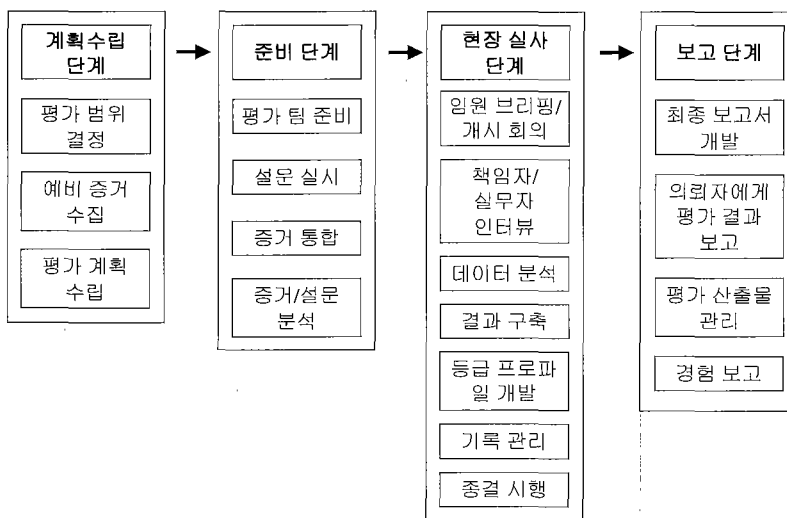 계획수립
단계
평가 범위
결정
예비 증거
수집
평가 계획
수립
준비 단계
평가 팀 준비
설문 실시
증거 통합
증거/설문
분석
현장 실사
단계
임원 브리핑/
개시 회의
책임자/
실무자
인터뷰
데이터 분석
결과 구축
등급 프로파
일 개발
기록 관리
종결 시행
보고 단계
최종 보고서
개발
의뢰자에게
평가 결과
보고
평가 산출물
관리
경험 보고